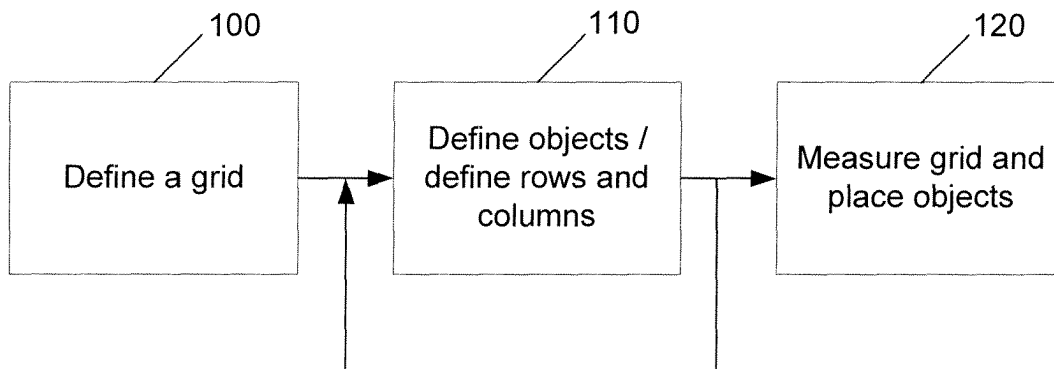 100
110
120
Define a grid
Define objects /
define rows and
columns
Measure grid and
place objects